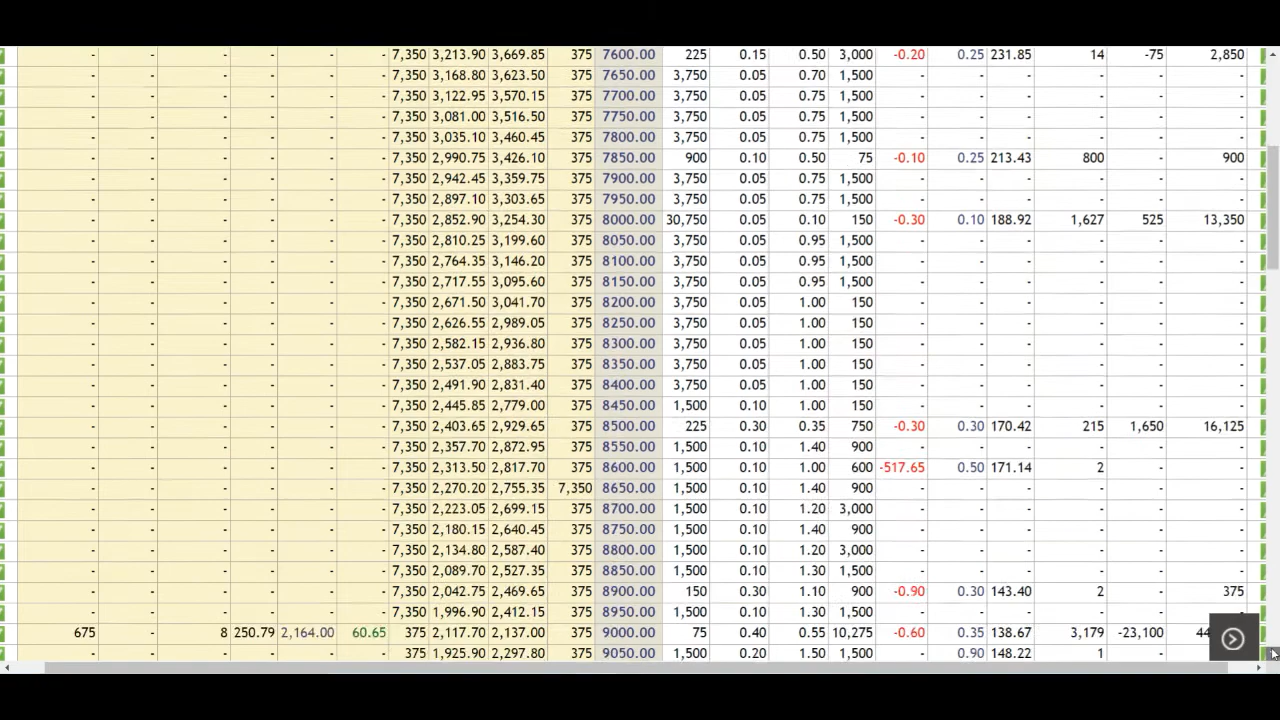 - - - - - - 7,350 3,213.90 3,669.85 375 7600.00 225 0.15 0.50 3,000 -0.20 0.25 231.85 14 -75 2,850
- - - - - - 7,350 3,168.80 3,623.50 375 7650.00 3,750 0.05 0.70 1,500 - - - - - -
- - - - - - 7,350 3,122.95 3,570.15 375 7700.00 3,750 0.05 0.75 1,500 - - - - - -
- - - - - - 7,350 3,081.00 3,516.50 375 7750.00 3,750 0.05 0.75 1,500 - - - - - -
- - - - - - 7,350 3,035.10 3,460.45 375 7800.00 3,750 0.05 0.75 1,500 - - - - - -
- - - - - - 7,350 2,990.75 3,426.10 375 7850.00 900 0.10 0.50 75 -0.10 0.25 213.43 800 - 900
- - - - - - 7,350 2,942.45 3,359.75 375 7900.00 3,750 0.05 0.75 1,500 - - - - - -
- - - - - - 7,350 2,897.10 3,303.65 375 7950.00 3,750 0.05 0.75 1,500 - - - - - -
- - - - - - 7,350 2,852.90 3,254.30 375 8000.00 30,750 0.05 0.10 150 -0.30 0.10 188.92 1,627 525 13,350
- - - - - - 7,350 2,810.25 3,199.60 375 8050.00 3,750 0.05 0.95 1,500 - - - - - -
- - - - - - 7,350 2,764.35 3,146.20 375 8100.00 3,750 0.05 0.95 1,500 - - - - - -
- - - - - - 7,350 2,717.55 3,095.60 375 8150.00 3,750 0.05 0.95 1,500 - - - - - -
- - - - - - 7,350 2,671.50 3,041.70 375 8200.00 3,750 0.05 1.00 150 - - - - - -
- - - - - - 7,350 2,626.55 2,989.05 375 8250.00 3,750 0.05 1.00 150 - - - - - -
- - - - - - 7,350 2,582.15 2,936.80 375 8300.00 3,750 0.05 1.00 150 - - - - - -
- - - - - - 7,350 2,537.05 2,883.75 375 8350.00 3,750 0.05 1.00 150 - - - - - -
- - - - - - 7,350 2,491.90 2,831.40 375 8400.00 3,750 0.05 1.00 150 - - - - - -
- - - - - - 7,350 2,445.85 2,779.00 375 8450.00 1,500 0.10 1.00 150 - - - - - -
- - - - - - 7,350 2,403.65 2,929.65 375 8500.00 225 0.30 0.35 750 -0.30 0.30 170.42 215 1,650 16,125
- - - - - - 7,350 2,357.70 2,872.95 375 8550.00 1,500 0.10 1.40 900 - - - - - -
- - - - - - 7,350 2,313.50 2,817.70 375 8600.00 1,500 0.10 1.00 600 -517.65 0.50 171.14 2 - -
- - - - - - 7,350 2,270.20 2,755.35 7,350 8650.00 1,500 0.10 1.40 900 - - - - - -
- - - - - - 7,350 2,223.05 2,699.15 375 8700.00 1,500 0.10 1.20 3,000 - - - - - -
- - - - - - 7,350 2,180.15 2,640.45 375 8750.00 1,500 0.10 1.40 900 - - - - - -
- - - - - - 7,350 2,134.80 2,587.40 375 8800.00 1,500 0.10 1.20 3,000 - - - - - -
- - - - - - 7,350 2,089.70 2,527.35 375 8850.00 1,500 0.10 1.30 1,500 - - - - - -
- - - - - - 7,350 2,042.75 2,469.65 375 8900.00 150 0.30 1.10 900 -0.90 0.30 143.40 2 - 375
- - - - - - 7,350 1,996.90 2,412.15 375 8950.00 1,500 0.10 1.30 1,500 - - - - - -
675 - 8 250.79 2,164.00 60.65 375 2,117.70 2,137.00 375 9000.00 75 0.40 0.55 10,275 -0.60 0.35 138.67 3,179 -23,100
- - - - - - 375 1,925.90 2,297.80 375 9050.00 1,500 0.20 1.50 1,500 - 0.90 148.22 1 -